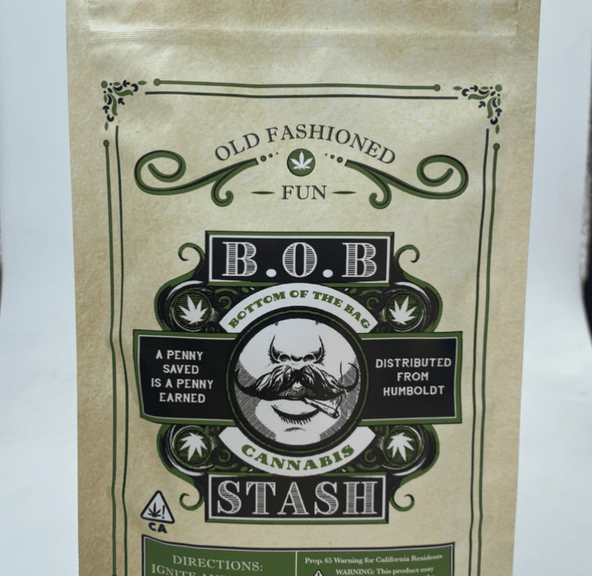 OLD FASHIONED
FUN
B.O.B
BOTTOM OF THE BAG
A PENNY
SAVED
IS A PENNY
EARNED
DISTRIBUTED
FROM
HUMBOLDT
CANNABIS
STASH
CA
DIRECTIONS:
Prop. 65 Warning for California Residents
WARNING: This product may